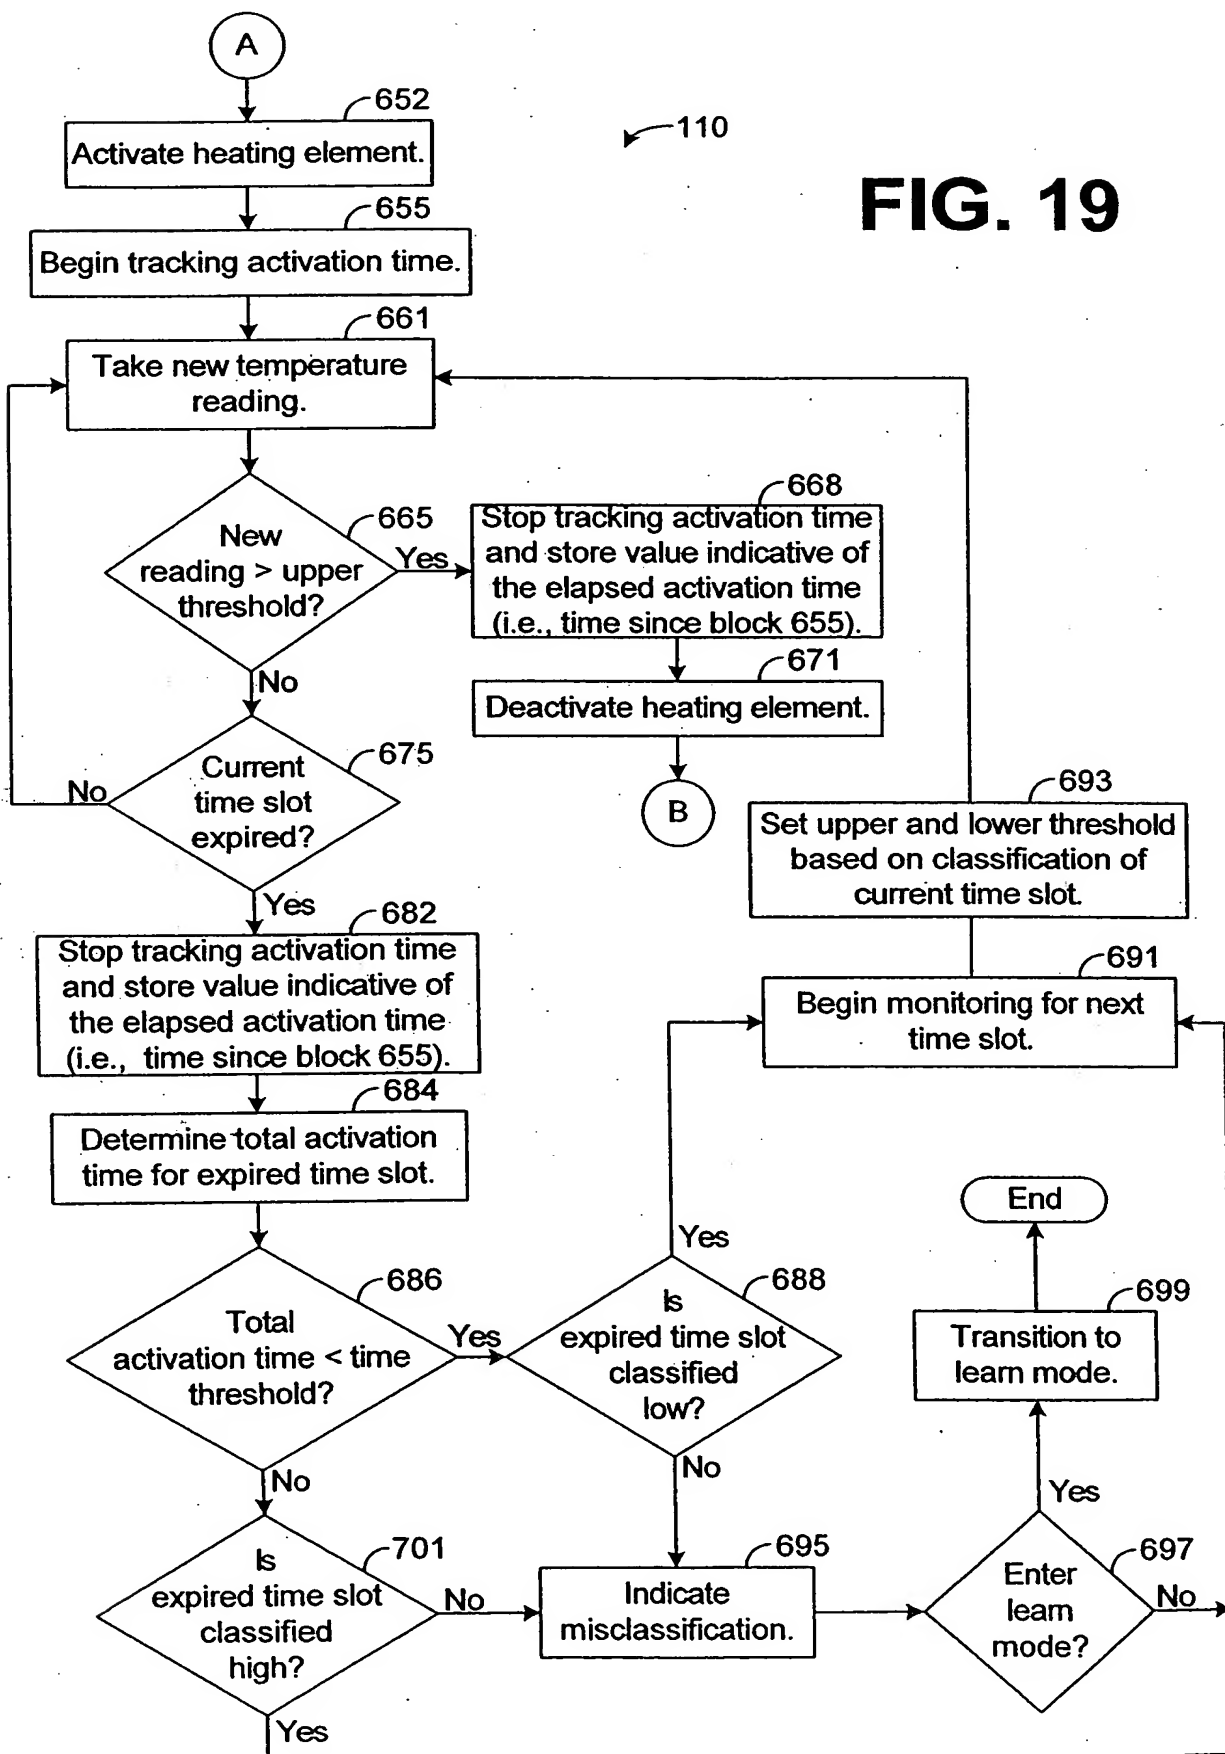 A
652
Activate heating element.
110
FIG. 19
655
Begin tracking activation time.
661
Take new temperature
reading.
665
New
reading > upper
threshold?
Yes
668
Stop tracking activation time
and store value indicative of
the elapsed activation time
(i.e., time since block 655).
No
671
Deactivate heating element.
B
675
Current
time slot
expired?
No
Yes
693
Set upper and lower threshold
based on classification of
current time slot.
682
Stop tracking activation time
and store value indicative of
the elapsed activation time
(i.e., time since block 655).
691
Begin monitoring for next
time slot.
684
Determine total activation
time for expired time slot.
End
686
Total
activation time < time
threshold?
Yes
Yes
688
Is
expired time slot
classified
low?
699
Transition to
learn mode.
No
No
Yes
701
Is
expired time slot
classified
high?
No
695
Indicate
misclassification.
697
Enter
learn
mode?
No
Yes